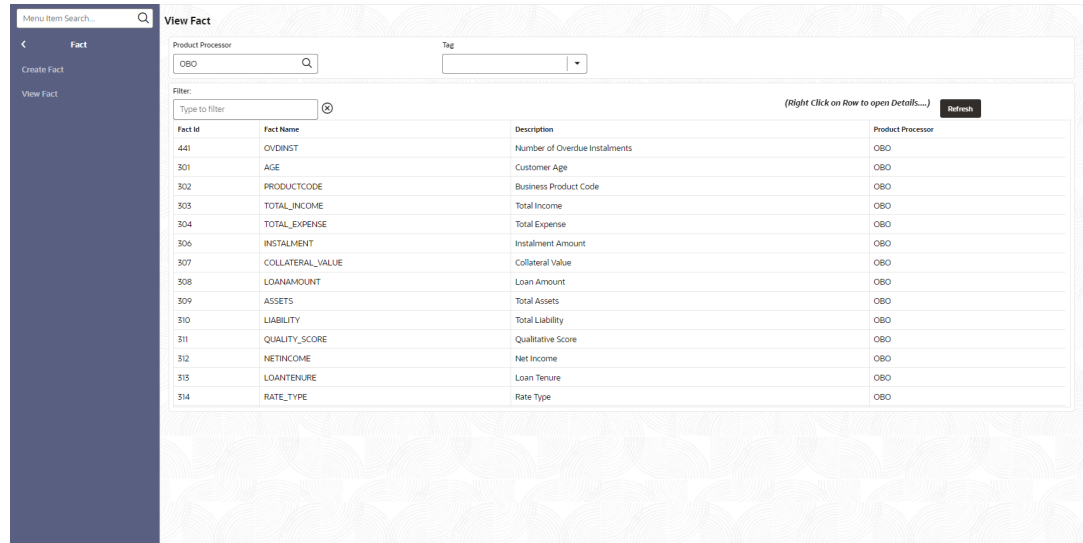 Menu Item Search...
Fact
Create Fact
View Fact
View Fact
Product Processor
Tag
OBO
Filter:
Type to filter
(Right Click on Row to open Details....)
Refresh
Fact Id Fact Name Description Product Processor
441 OVDINST Number of Overdue Instalments OBO
301 AGE Customer Age OBO
302 PRODUCTCODE Business Product Code OBO
303 TOTAL_INCOME Total Income OBO
304 TOTAL_EXPENSE Total Expense OBO
306 INSTALMENT Instalment Amount OBO
307 COLLATERAL_VALUE Collateral Value OBO
308 LOANAMOUNT Loan Amount OBO
309 ASSETS Total Assets OBO
310 LIABILITY Total Liability OBO
311 QUALITY_SCORE Qualitative Score OBO
312 NETINCOME Net Income OBO
313 LOANTENURE Loan Tenure OBO
314 RATE_TYPE Rate Type OBO